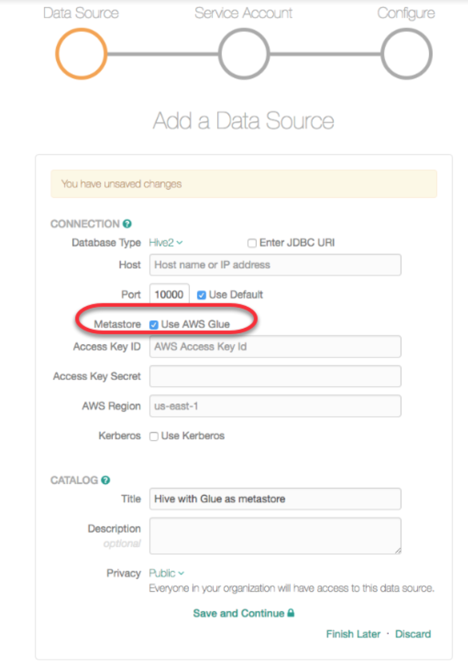 Data Source Service Account Configure
Add a Data Source
You have unsaved changes
CONNECTION ?
Database Type Hive2 Enter JDBC URI
Host Host name or IP address
Port 10000 Use Default
Metastore Use AWS Glue
Access Key ID AWS Access Key Id
Access Key Secret
AWS Region us-east-1
Kerberos Use Kerberos
CATALOG ?
Title Hive with Glue as metastore
Description
optional
Privacy Public
Everyone in your organization will have access to this data source.
Save and Continue
Finish Later · Discard